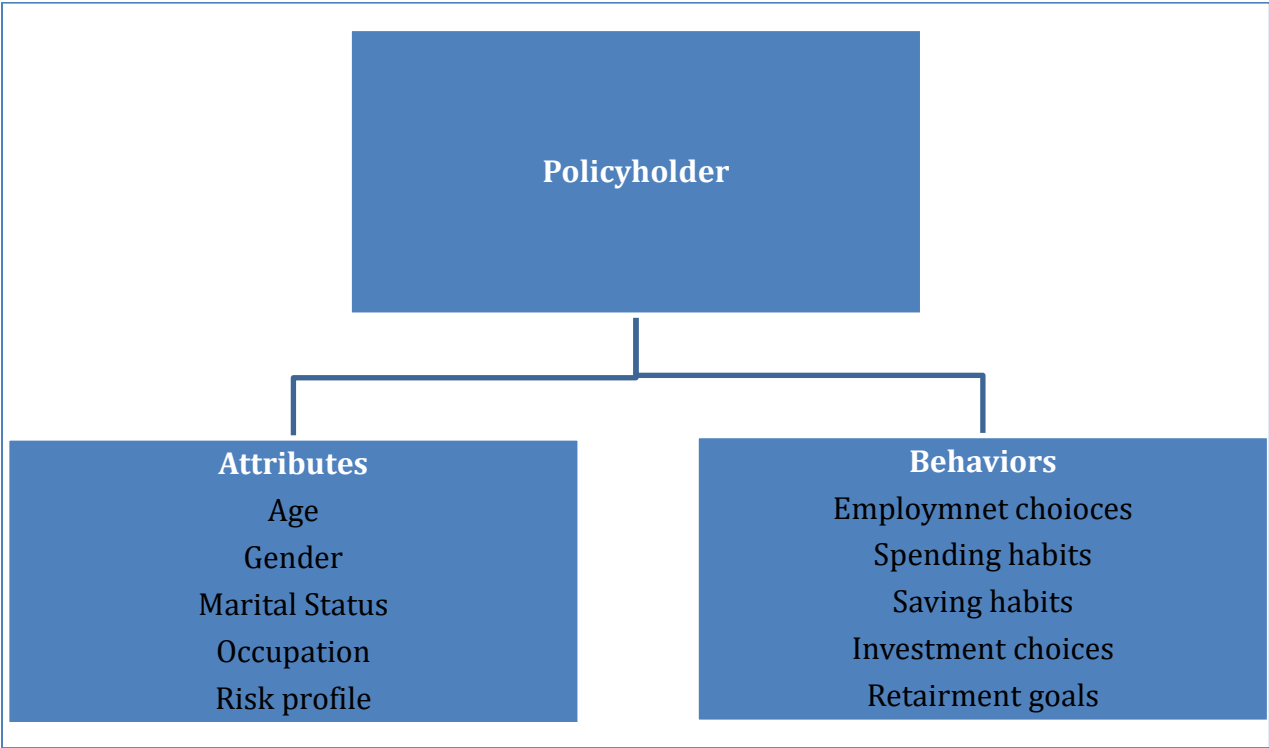 Policyholder
Attributes
Age
Gender
Marital Status
Occupation
Risk profile
Behaviors
Employmnet choioces
Spending habits
Saving habits
Investment choices
Retairment goals